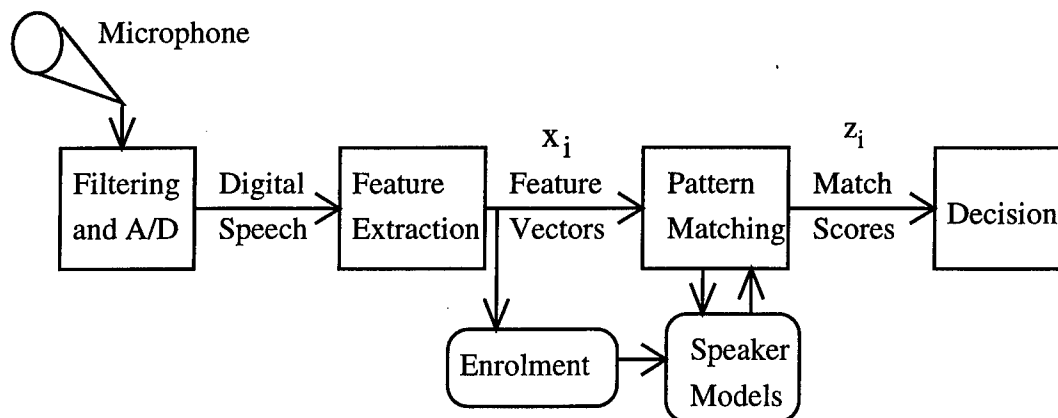 Microphone
Filtering
and A/D
Digital
Speech
Feature
Extraction
x_i
Feature
Vectors
Pattern
Matching
z_i
Match
Scores
Decision
Enrolment
Speaker
Models